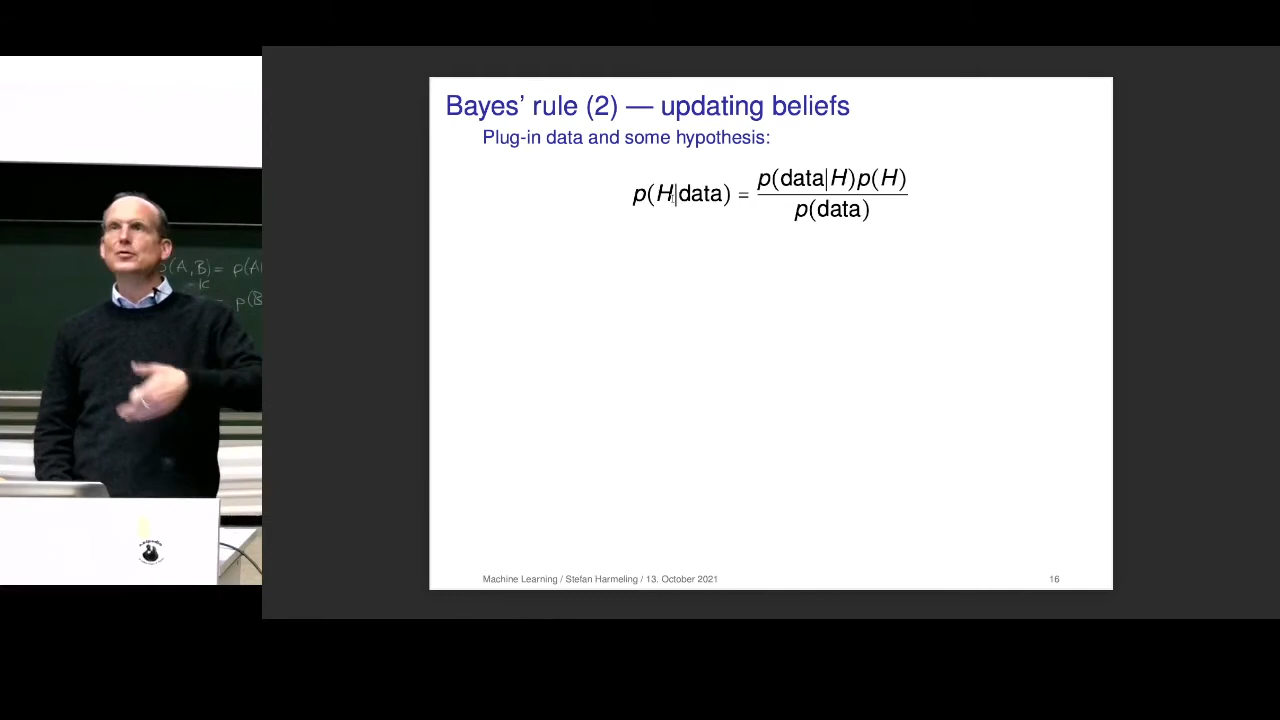 Bayes’ rule (2) — updating beliefs
Plug-in data and some hypothesis:
p(H|data) = p(data|H)p(H) / p(data)
p(A,B) = p(A
= p(B
Machine Learning / Stefan Harmeling / 13. October 2021
16